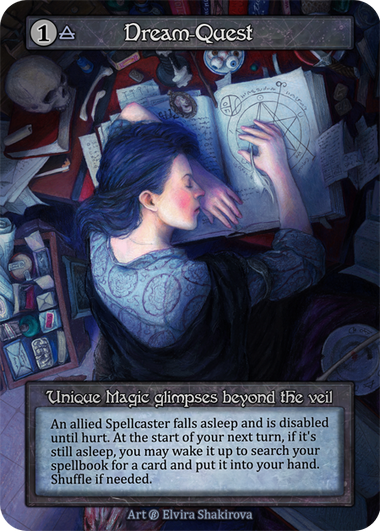 1
Dream-Quest
Unique Magic glimpses beyond the veil
An allied Spellcaster falls asleep and is disabled
until hurt. At the start of your next turn, if it's
still asleep, you may wake it up to search your
spellbook for a card and put it into your hand.
Shuffle if needed.
Art @ Elvira Shakirova